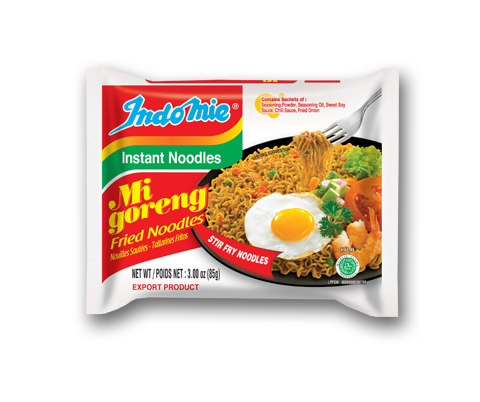 Indomie®
Instant Noodles
Mi
goreng
Fried Noodles
Nouilles Sautées - Tallarines Fritos
NET WT / POIDS NET : 3.00 oz (85g)
EXPORT PRODUCT
Contains Sachets of :
Seasoning Powder, Seasoning Oil, Sweet Soy
Sauce, Chili Sauce, Fried Onion
STIR FRY NOODLES